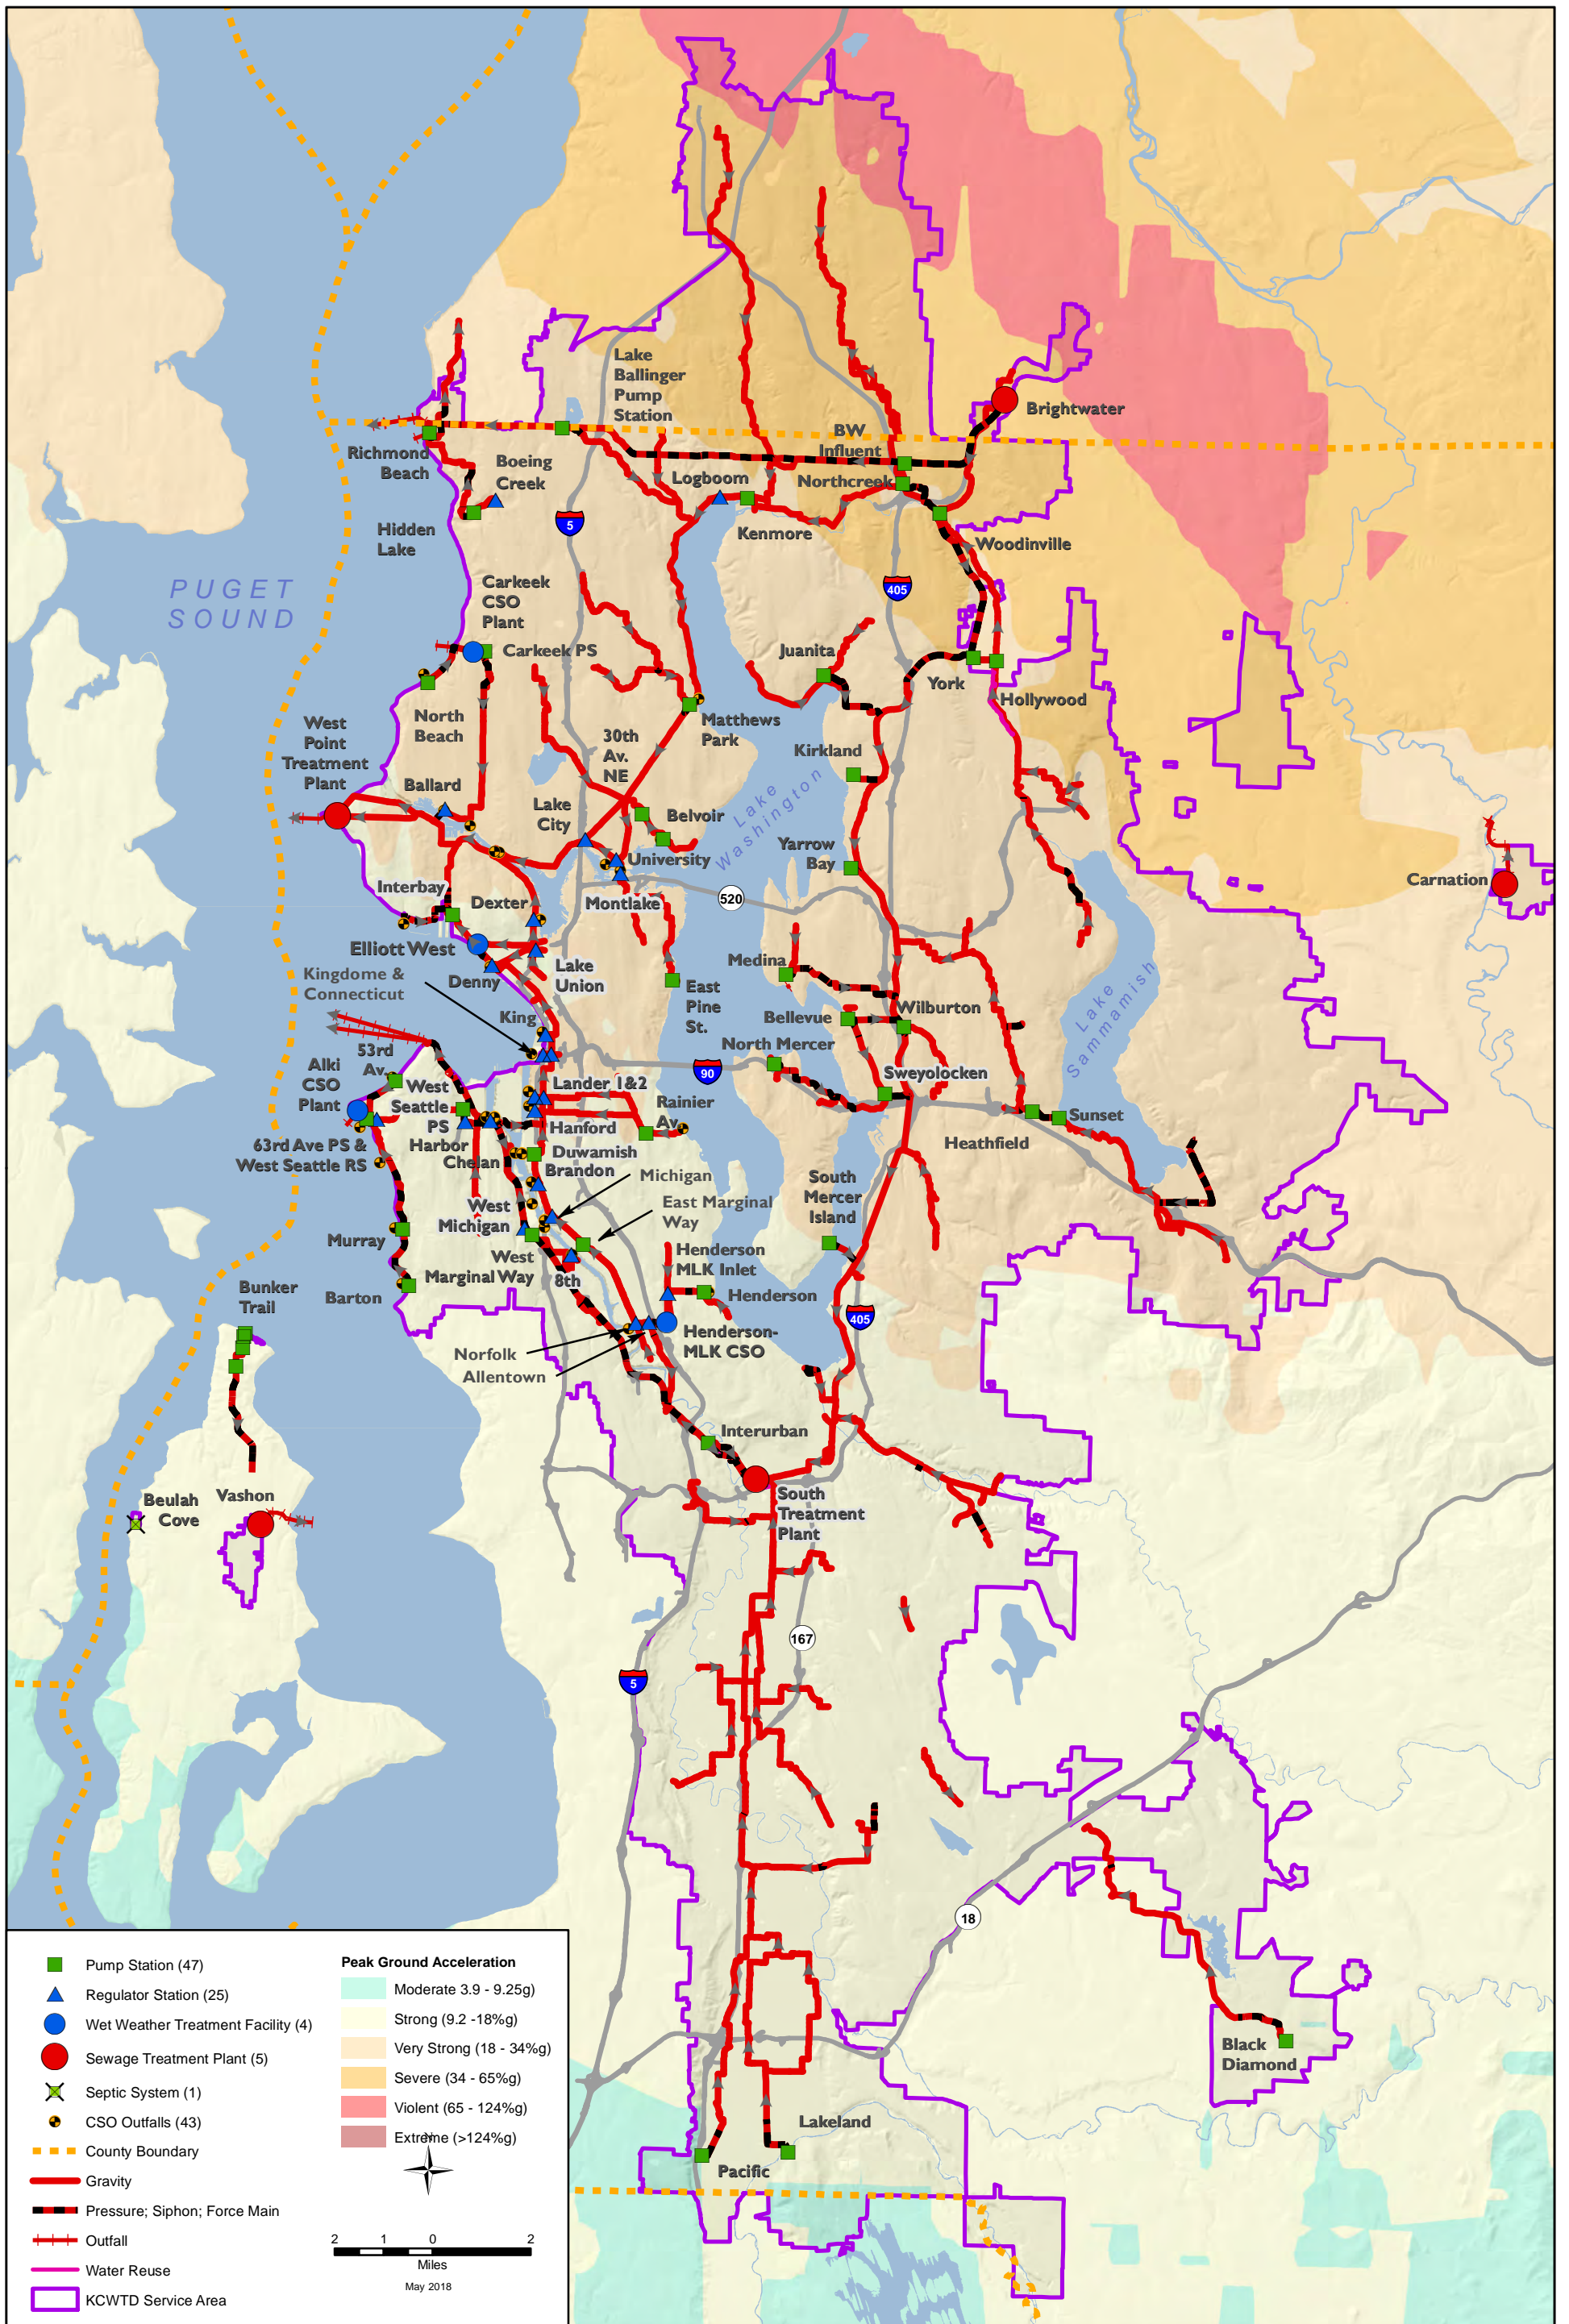 Lake
Ballinger
Pump
Station
Brightwater
BW
Influent
Richmond
Beach
Boeing
Creek
Logboom
Northcreek
Hidden
Lake
5
Kenmore
Woodinville
PUGET
SOUND
Carkeek
CSO
Plant
405
Carkeek PS
Juanita
York
Hollywood
North
Beach
Matthews
Park
West
Point
Treatment
Plant
30th
Av.
NE
Kirkland
Ballard
Lake
City
Belvoir
Lake
Washington
University
Yarrow
Bay
Carnation
Interbay
Dexter
Montlake
520
Elliott West
Kingdome &
Connecticut
Denny
Lake
Union
East
Pine
St.
Medina
Lake
Sammamish
King
Bellevue
Wilburton
North Mercer
53rd
Av.
Alki
CSO
Plant
West
Seattle
PS
90
Sweyolocken
Lander 1&2
Rainier
Av
Hanford
Sunset
Heathfield
63rd Ave PS &
West Seattle RS
Harbor
Chelan
Duwamish
Brandon
Michigan
South
Mercer
Island
West
Michigan
East Marginal
Way
Murray
West
Marginal Way
8th
Henderson
MLK Inlet
Henderson
Bunker
Trail
Barton
405
Henderson-
MLK CSO
Norfolk
Allentown
Interurban
Beulah
Cove
Vashon
South
Treatment
Plant
167
5
18
Black
Diamond
Lakeland
Pacific
Pump Station (47)
Regulator Station (25)
Wet Weather Treatment Facility (4)
Sewage Treatment Plant (5)
Septic System (1)
CSO Outfalls (43)
County Boundary
Gravity
Pressure; Siphon; Force Main
Outfall
Water Reuse
KCWTD Service Area
Peak Ground Acceleration
Moderate 3.9 - 9.25g)
Strong (9.2 -18%g)
Very Strong (18 - 34%g)
Severe (34 - 65%g)
Violent (65 - 124%g)
Extreme (>124%g)
N
2 1 0 2
Miles
May 2018